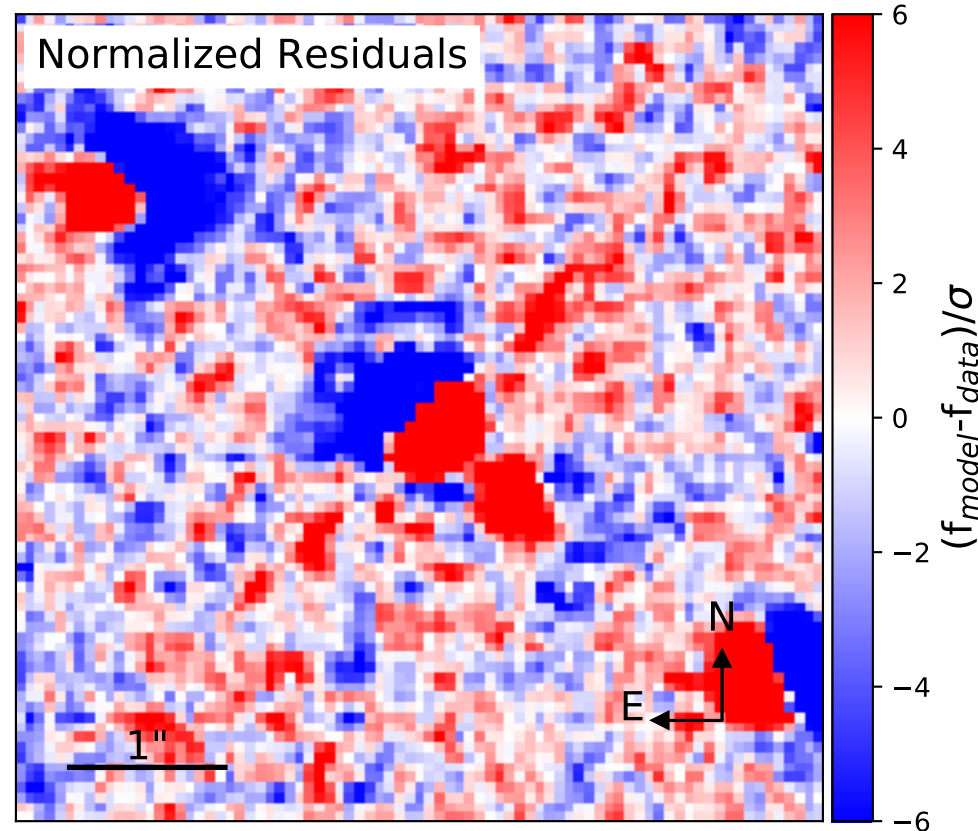 Normalized Residuals
6
4
2
0
−2
−4
−6
(f_model-f_data)/σ
N
E
1"